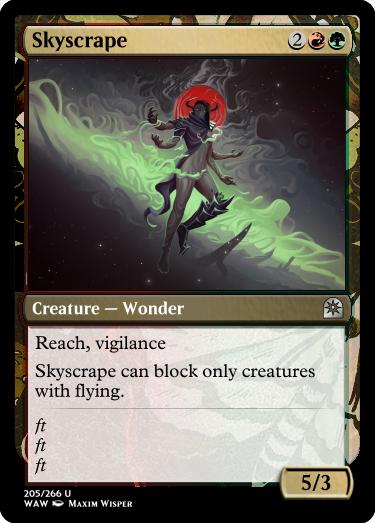 Skyscrape 2
Creature — Wonder
Reach, vigilance
Skyscrape can block only creatures
with flying.
ft
ft
ft
5/3
205/266 U
WAW Maxim Wisper